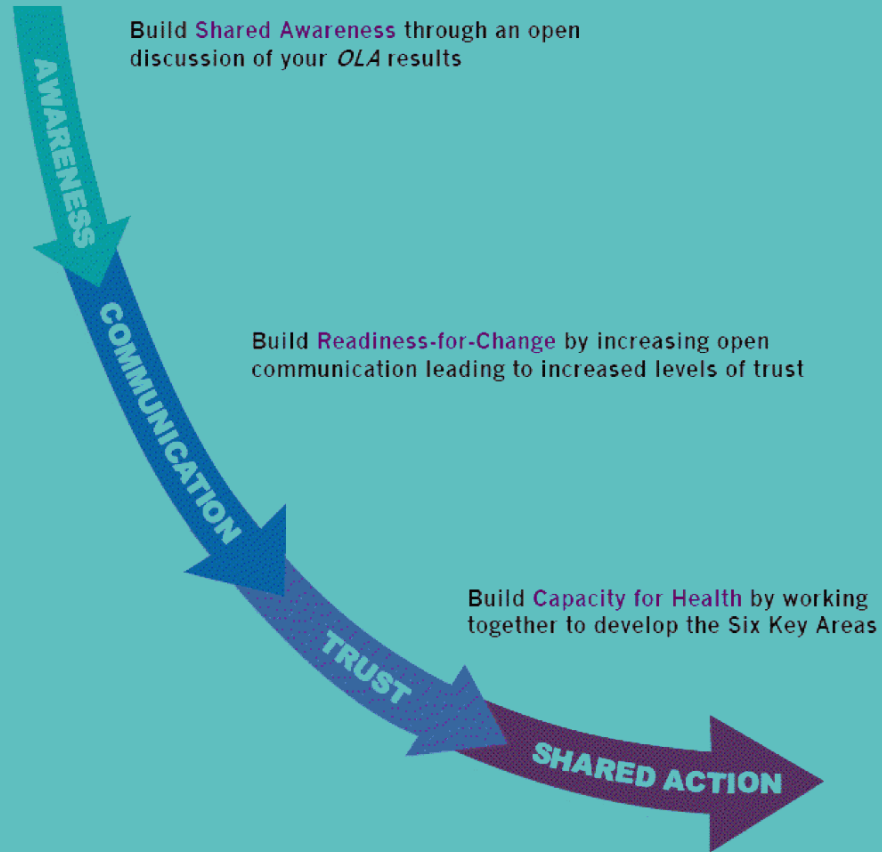 Build Shared Awareness through an open
discussion of your OLA results
AWARENESS
COMMUNICATION
Build Readiness-for-Change by increasing open
communication leading to increased levels of trust
TRUST
Build Capacity for Health by working
together to develop the Six Key Areas
SHARED ACTION